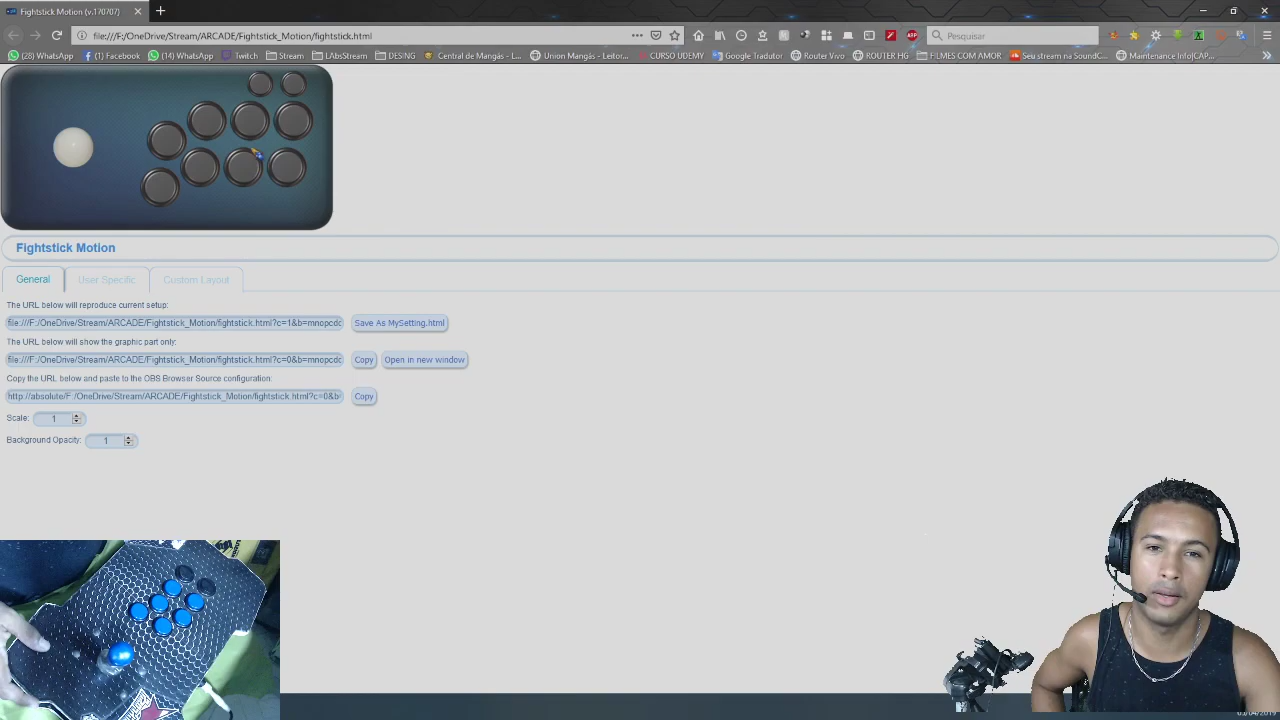 Fightstick Motion (v.170707)
file:///F:/OneDrive/Stream/ARCADE/Fightstick_Motion/fightstick.html
Pesquisar
(28) WhatsApp
(1) Facebook
(14) WhatsApp
Twitch
Stream
LAbsStream
DESING
Central de Mangás - L...
Union Mangás - Leitor...
CURSO UDEMY
Google Tradutor
Router Vivo
ROUTER HG
FILMES COM AMOR
Seu stream na SoundC...
Maintenance Info|CAP...
Fightstick Motion
General
User Specific
Custom Layout
The URL below will reproduce current setup:
file:///F:/OneDrive/Stream/ARCADE/Fightstick_Motion/fightstick.html?c=1&b=mnopcdc
Save As MySetting.html
The URL below will show the graphic part only:
file:///F:/OneDrive/Stream/ARCADE/Fightstick_Motion/fightstick.html?c=0&b=mnopcdc
Copy
Open in new window
Copy the URL below and paste to the OBS Browser Source configuration:
http://absolute/F:/OneDrive/Stream/ARCADE/Fightstick_Motion/fightstick.html?c=0&b
Copy
Scale:
1
Background Opacity:
1